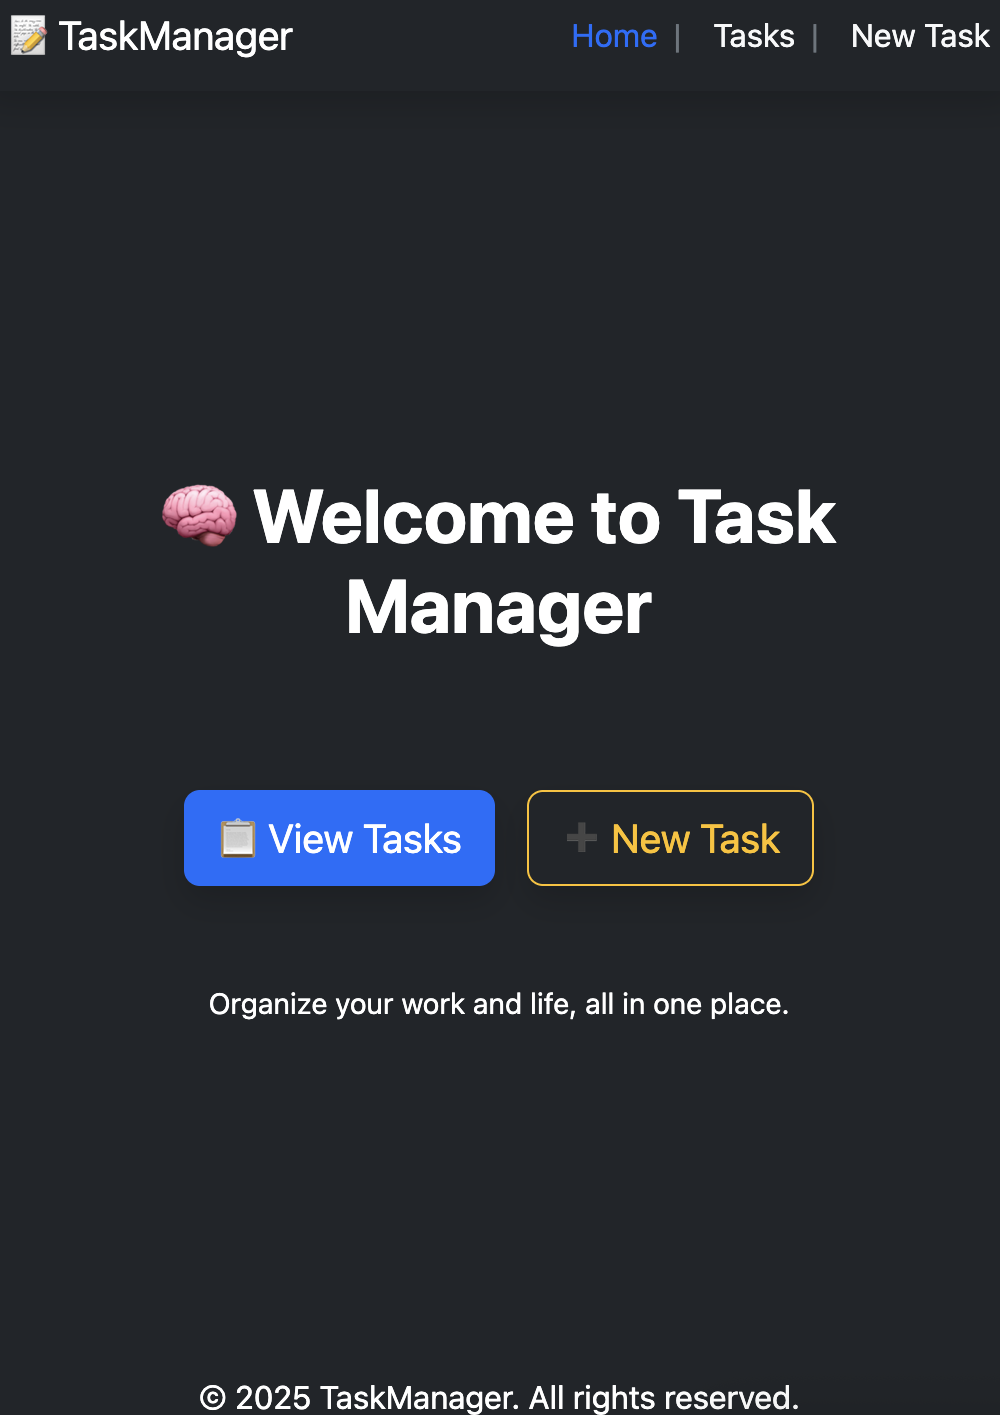 TaskManager
Home | Tasks | New Task
Welcome to Task
Manager
View Tasks
New Task
Organize your work and life, all in one place.
© 2025 TaskManager. All rights reserved.